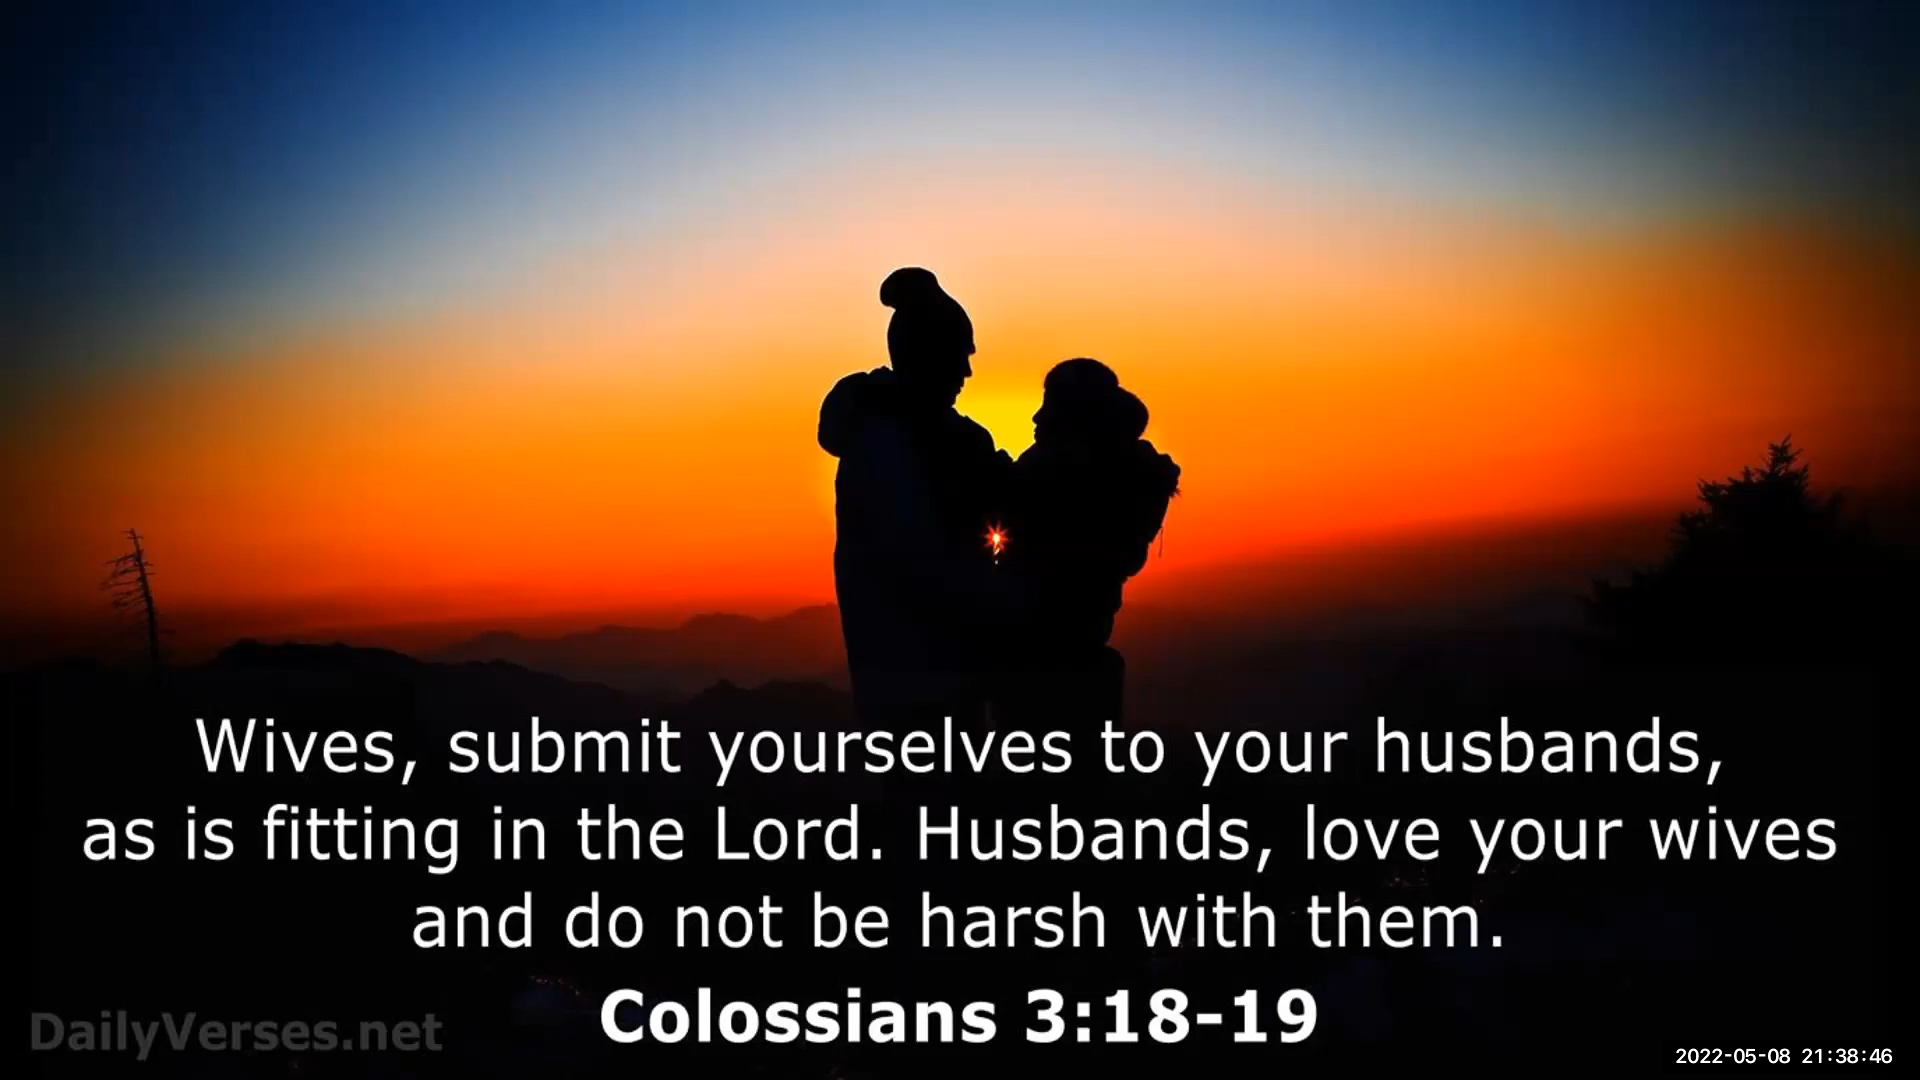 Wives, submit yourselves to your husbands,
as is fitting in the Lord. Husbands, love your wives
and do not be harsh with them.
Colossians 3:18-19
DailyVerses.net
2022-05-08 21:38:46